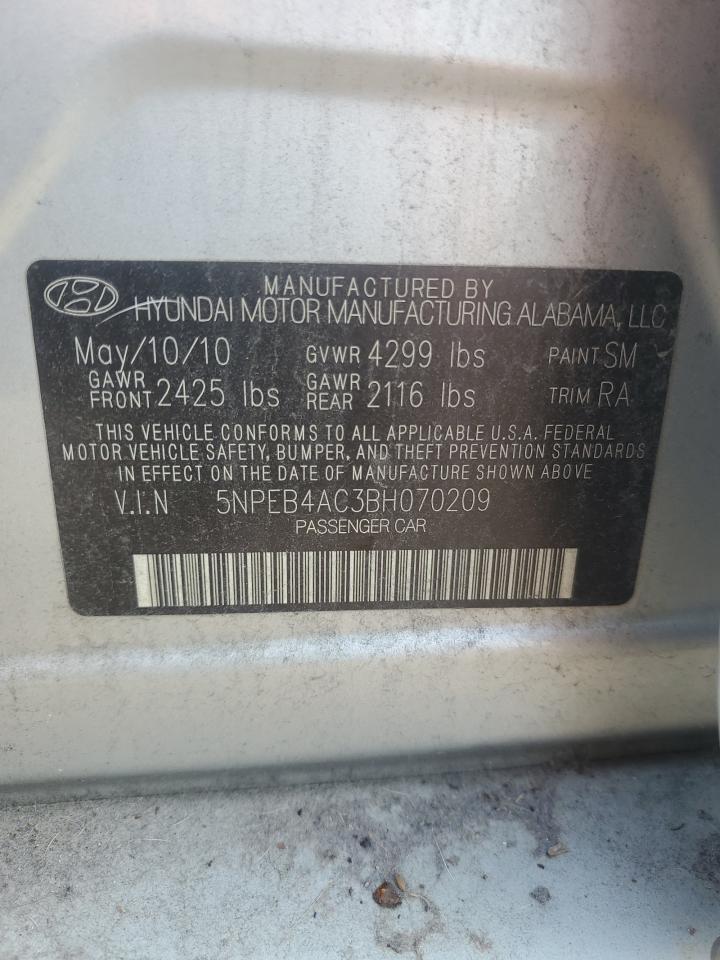 MANUFACTURED BY
HYUNDAI MOTOR MANUFACTURING ALABAMA, LLC
May/10/10 GVWR 4299 lbs PAINT SM
GAWR FRONT 2425 lbs GAWR REAR 2116 lbs TRIM RA
THIS VEHICLE CONFORMS TO ALL APPLICABLE U.S.A. FEDERAL
MOTOR VEHICLE SAFETY, BUMPER, AND THEFT PREVENTION STANDARDS
IN EFFECT ON THE DATE OF MANUFACTURE SHOWN ABOVE
V.I.N 5NPEB4AC3BH070209
PASSENGER CAR